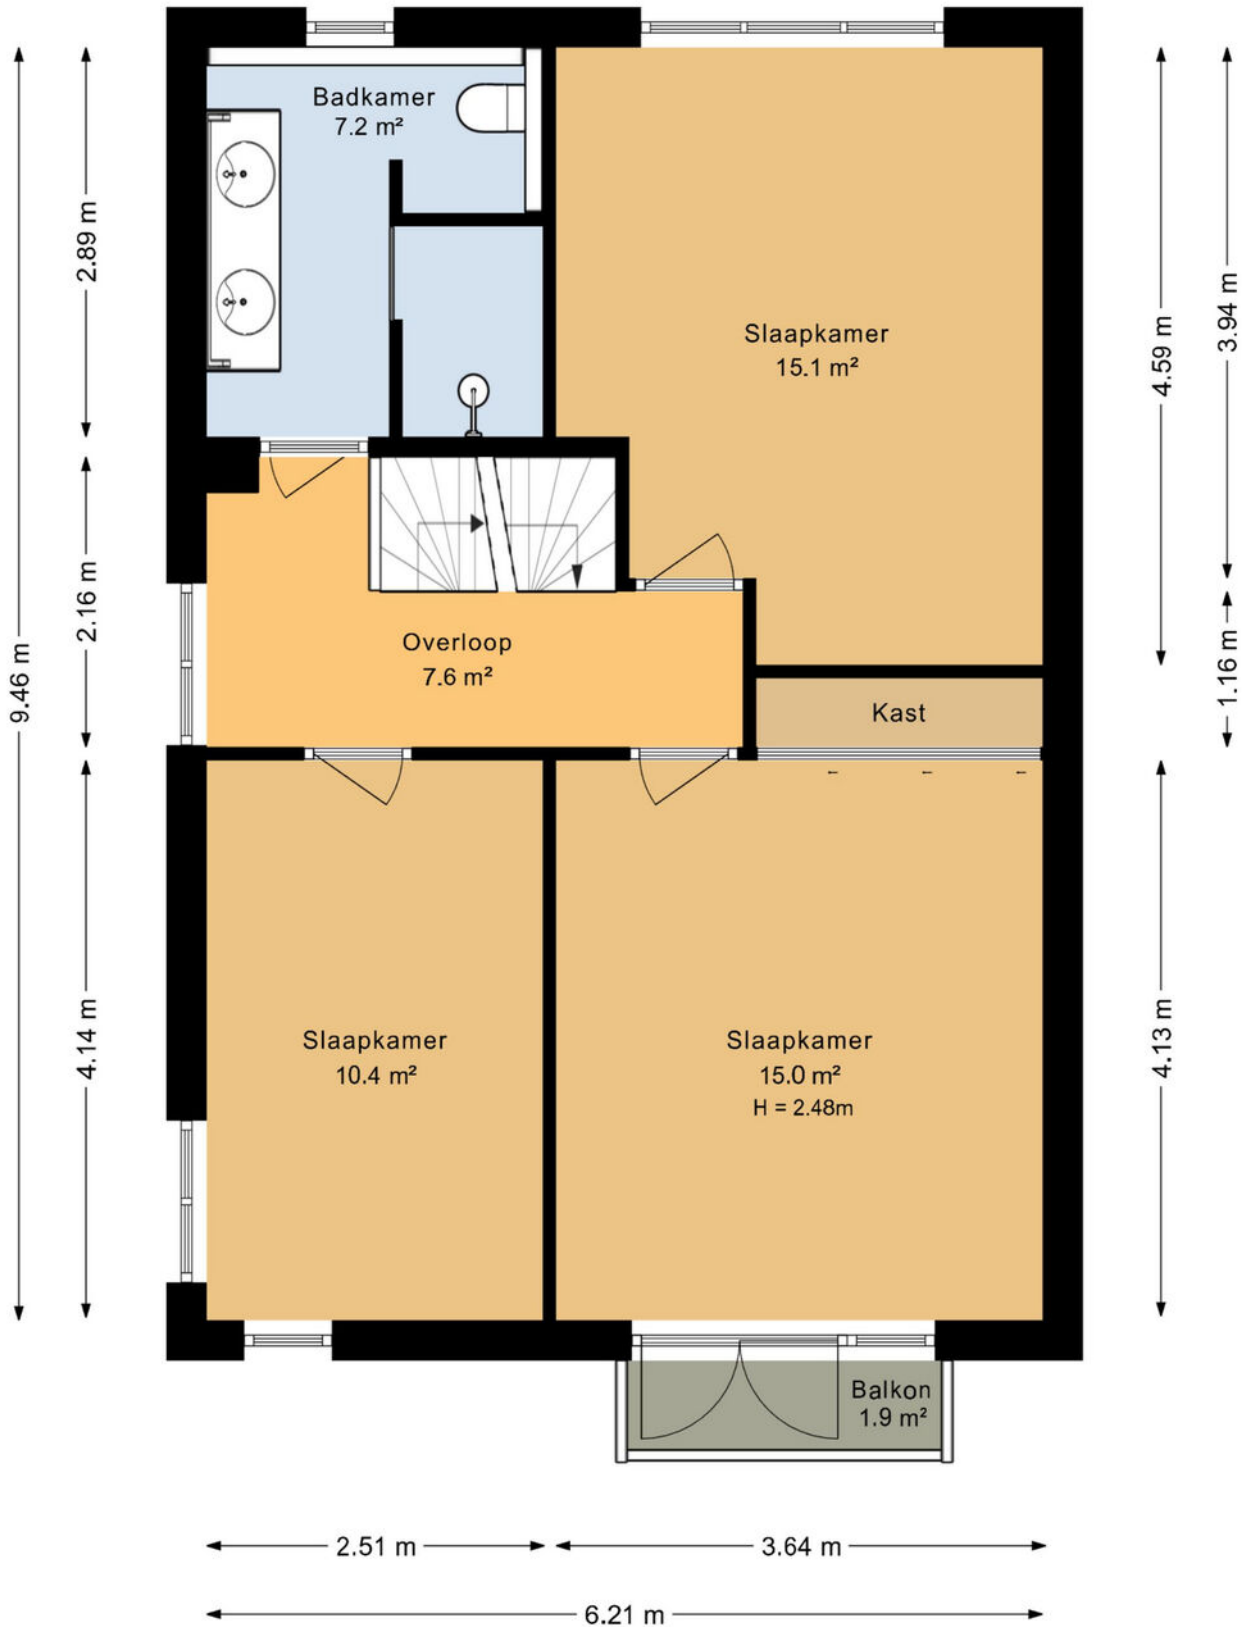 Badkamer
7.2 m²
2.89 m
Slaapkamer
15.1 m²
4.59 m
3.94 m
2.16 m
Overloop
7.6 m²
9.46 m
Kast
1.16 m
Slaapkamer
10.4 m²
4.14 m
Slaapkamer
15.0 m²
H = 2.48m
4.13 m
Balkon
1.9 m²
2.51 m
3.64 m
6.21 m